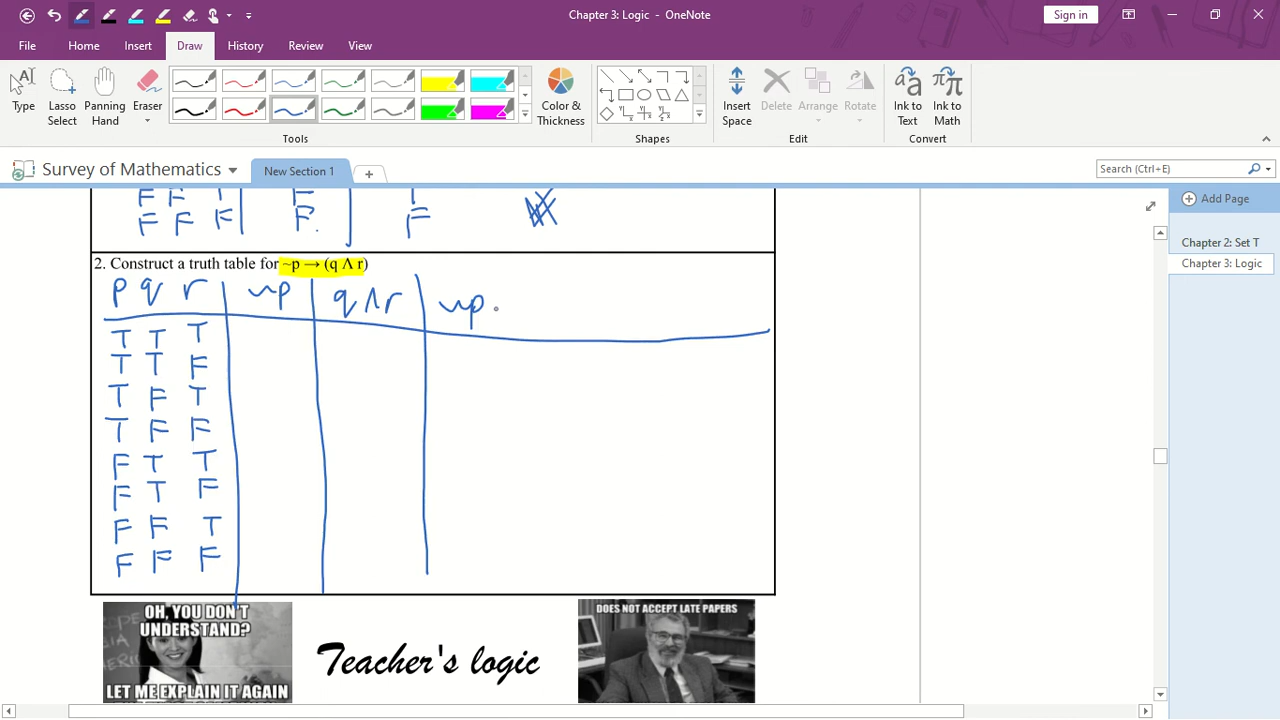 Chapter 3: Logic - OneNote
Sign in
File Home Insert Draw History Review View
Type
Lasso Select
Panning Hand
Eraser
Color & Thickness
Insert Space
Delete
Arrange
Rotate
Ink to Text
Ink to Math
Tools
Shapes
Edit
Convert
Survey of Mathematics
New Section 1
Search (Ctrl+E)
Add Page
Chapter 2: Set T
Chapter 3: Logic
F F F
F F F F F
2. Construct a truth table for ~p → (q Λ r)
p q r ~p q Λ r ~p
T T T
T T F
T F T
T F F
F T T
F T F
F F T
F F F
OH, YOU DON'T
UNDERSTAND?
LET ME EXPLAIN IT AGAIN
Teacher's logic
DOES NOT ACCEPT LATE PAPERS